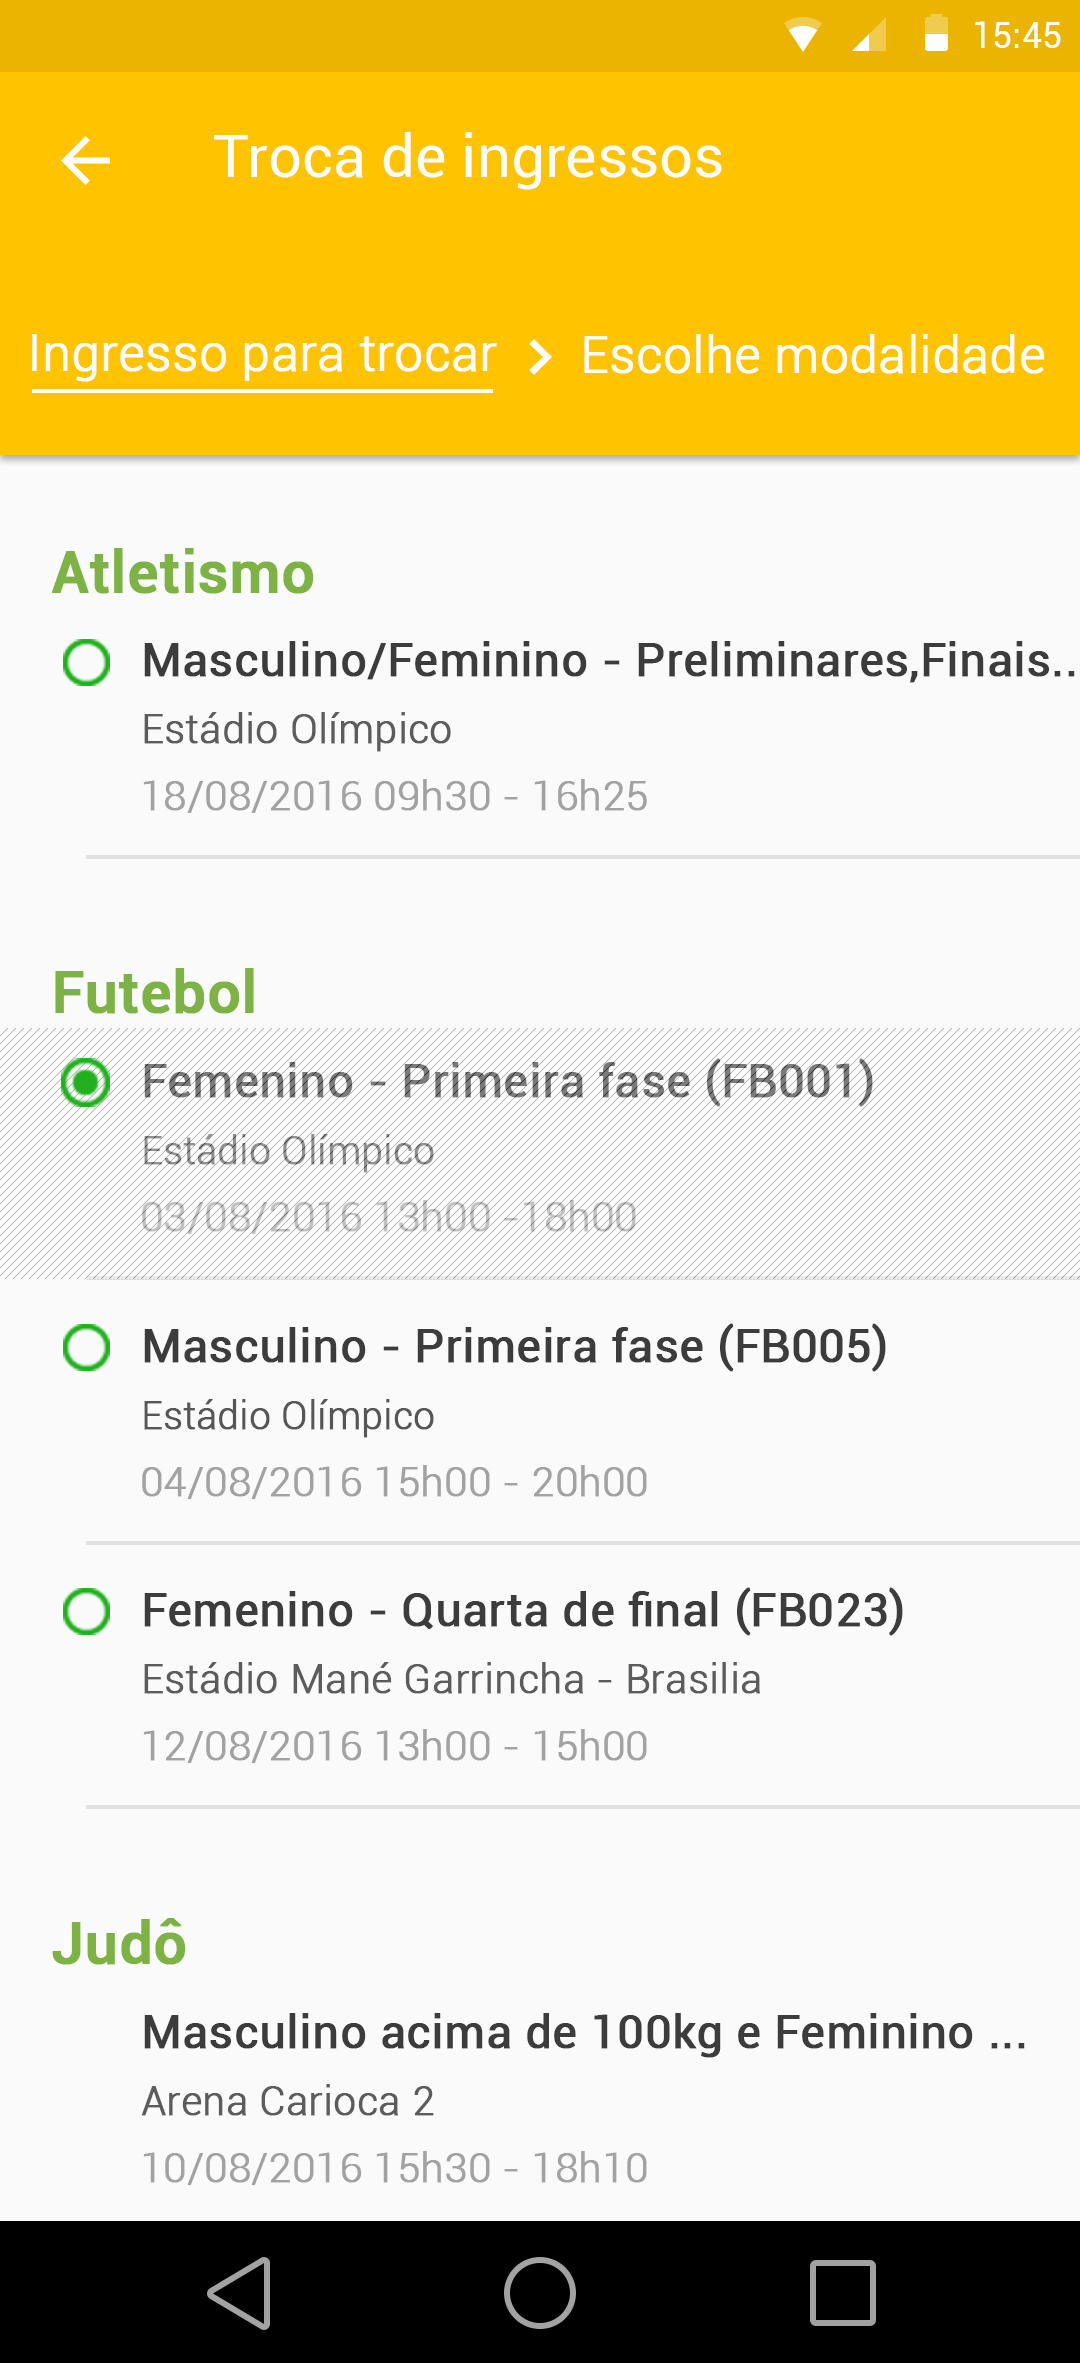 15:45
Troca de ingressos
Ingresso para trocar > Escolhe modalidade
Atletismo
Masculino/Feminino - Preliminares,Finais..
Estádio Olímpico
18/08/2016 09h30 - 16h25
Futebol
Femenino - Primeira fase (FB001)
Estádio Olímpico
03/08/2016 13h00 -18h00
Masculino - Primeira fase (FB005)
Estádio Olímpico
04/08/2016 15h00 - 20h00
Femenino - Quarta de final (FB023)
Estádio Mané Garrincha - Brasilia
12/08/2016 13h00 - 15h00
Judô
Masculino acima de 100kg e Feminino ...
Arena Carioca 2
10/08/2016 15h30 - 18h10